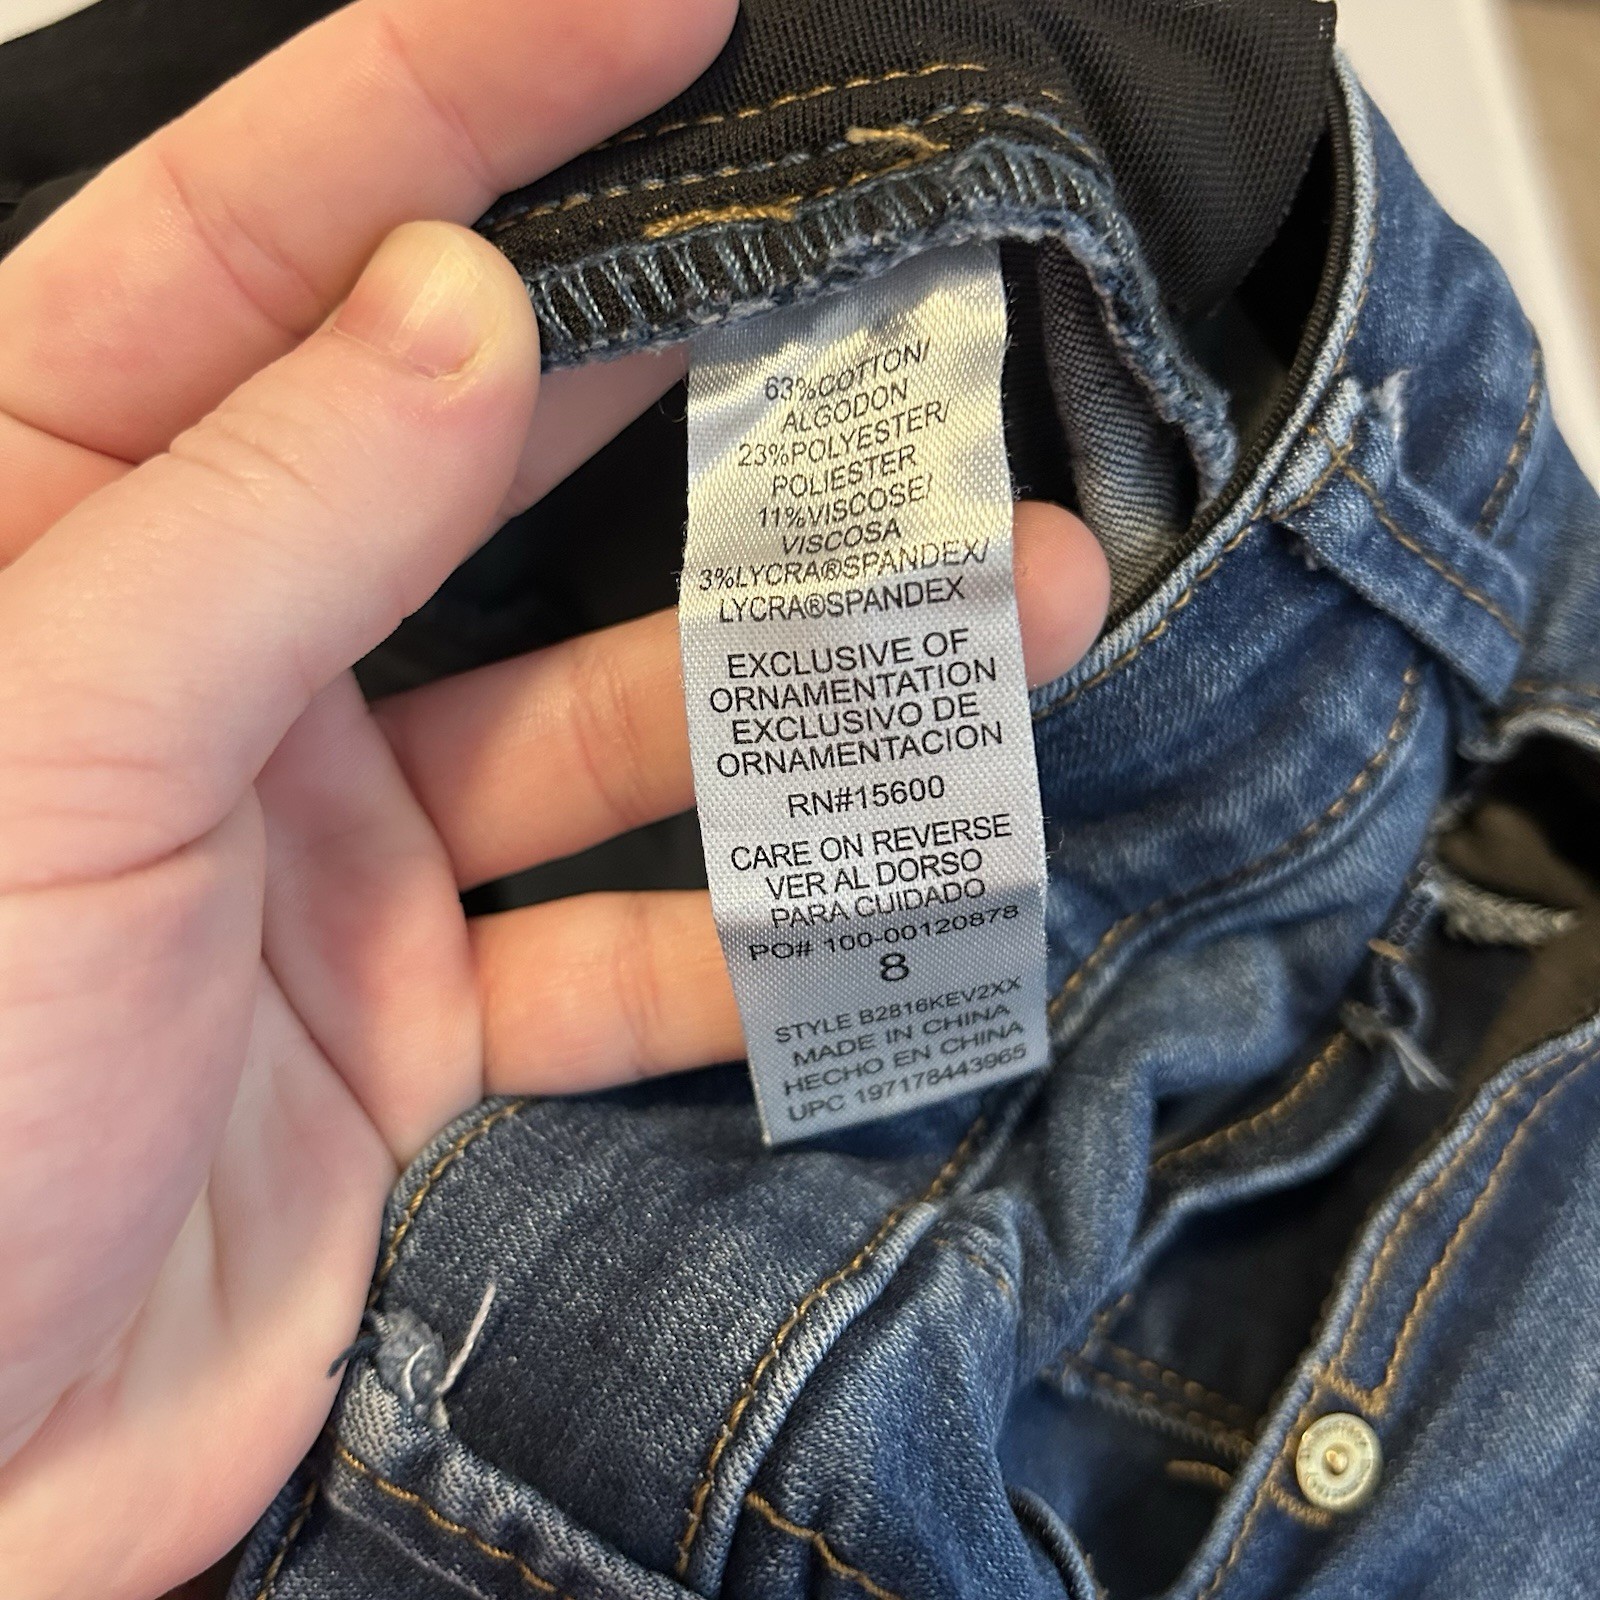 63%COTTON/
ALGODON
23%POLYESTER/
POLIESTER
11%VISCOSE/
VISCOSA
3%LYCRA®SPANDEX/
LYCRA®SPANDEX
EXCLUSIVE OF
ORNAMENTATION
EXCLUSIVO DE
ORNAMENTACION
RN#15600
CARE ON REVERSE
VER AL DORSO
PARA CUIDADO
PO# 100-00120878
8
STYLE B2816KEV2XX
MADE IN CHINA
HECHO EN CHINA
UPC 197178443965